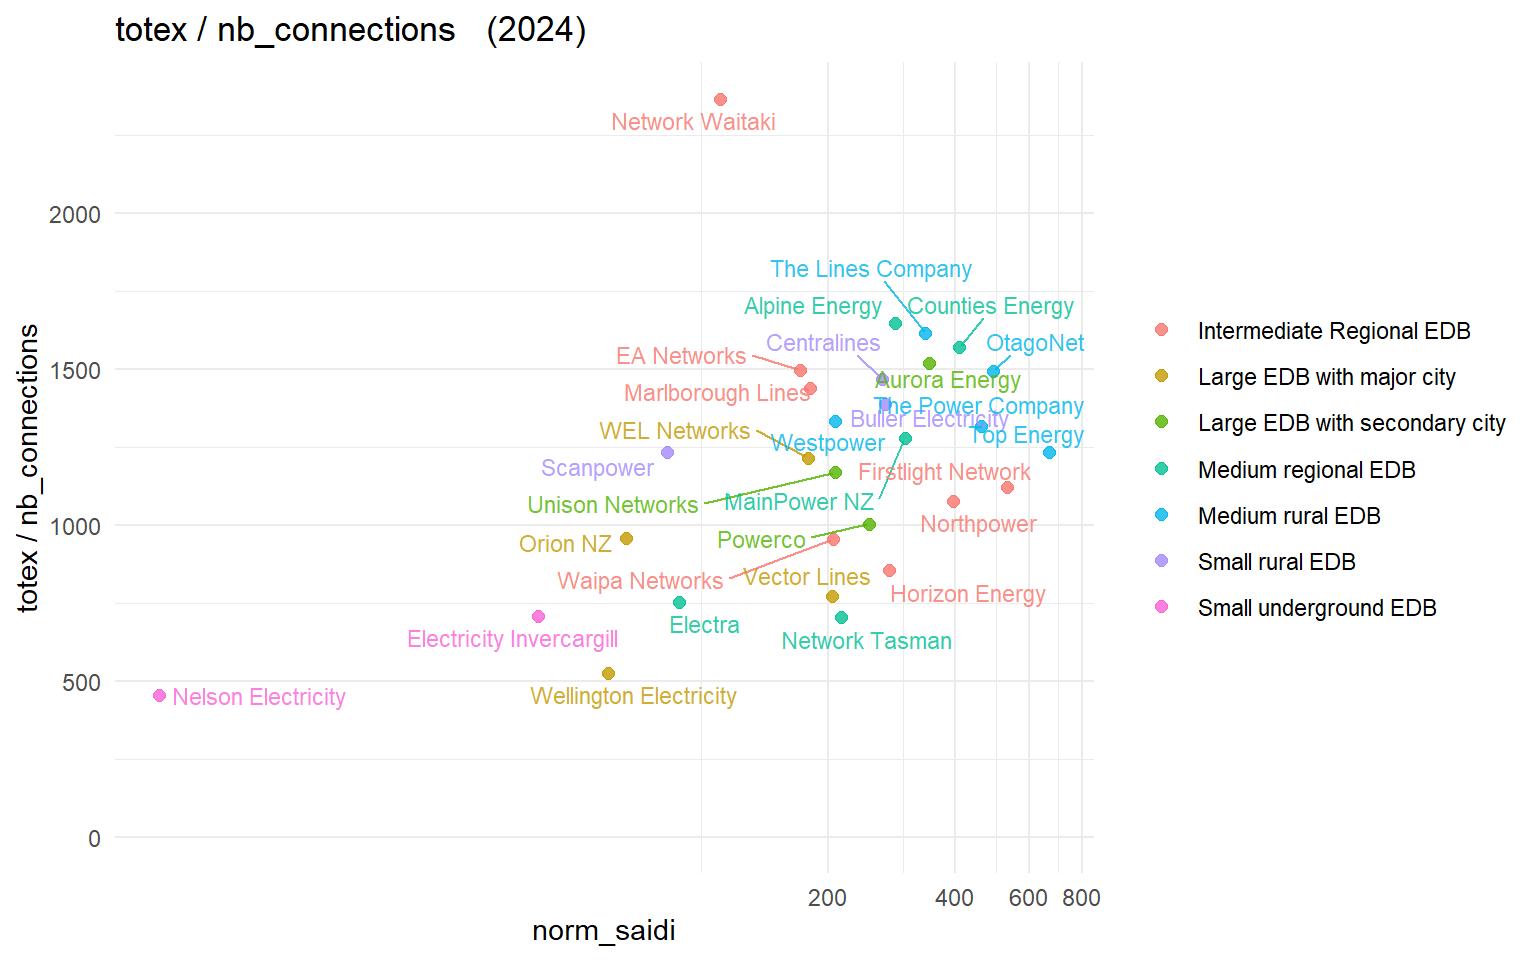 totex / nb_connections   (2024)
Network Waitaki
2000
The Lines Company
Alpine Energy
Counties Energy
Centralines
OtagoNet
EA Networks
1500
Aurora Energy
Marlborough Lines
The Power Company
Buller Electricity
WEL Networks
Westpower
Top Energy
Scanpower
Firstlight Network
Unison Networks
MainPower NZ
1000
Northpower
Orion NZ
Powerco
Waipa Networks
Vector Lines
Horizon Energy
Electra
Electricity Invercargill
Network Tasman
500
Nelson Electricity
Wellington Electricity
0
200
400
600
800
norm_saidi
totex / nb_connections
Intermediate Regional EDB
Large EDB with major city
Large EDB with secondary city
Medium regional EDB
Medium rural EDB
Small rural EDB
Small underground EDB